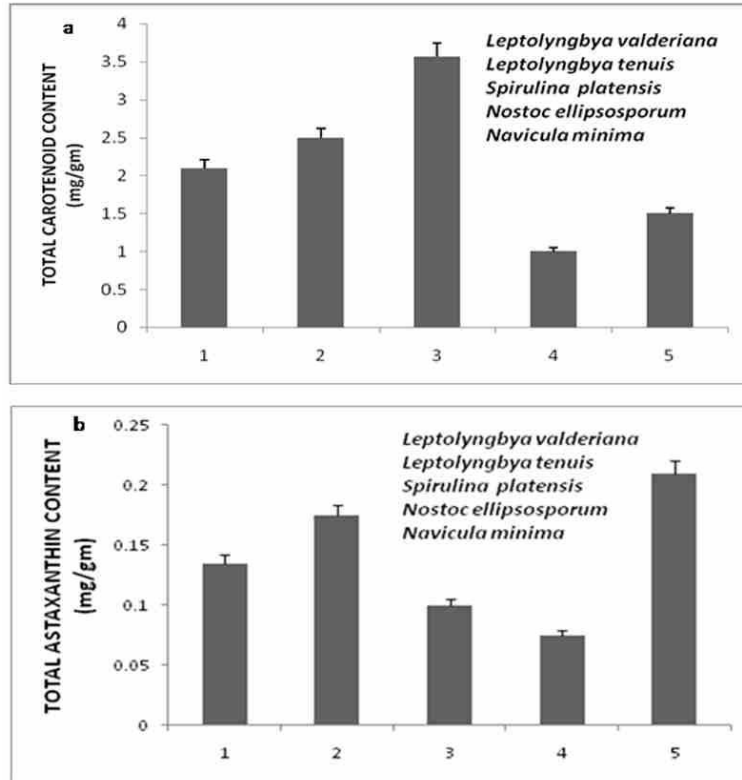 a
TOTAL CAROTENOID CONTENT
(mg/gm)
4
3.5
3
2.5
2
1.5
1
0.5
0
Leptolyngbya valderiana
Leptolyngbya tenuis
Spirulina platensis
Nostoc ellipsosporum
Navicula minima
1 2 3 4 5
b
TOTAL ASTAXANTHIN CONTENT
(mg/gm)
0.25
0.2
0.15
0.1
0.05
0
Leptolyngbya valderiana
Leptolyngbya tenuis
Spirulina platensis
Nostoc ellipsosporum
Navicula minima
1 2 3 4 5